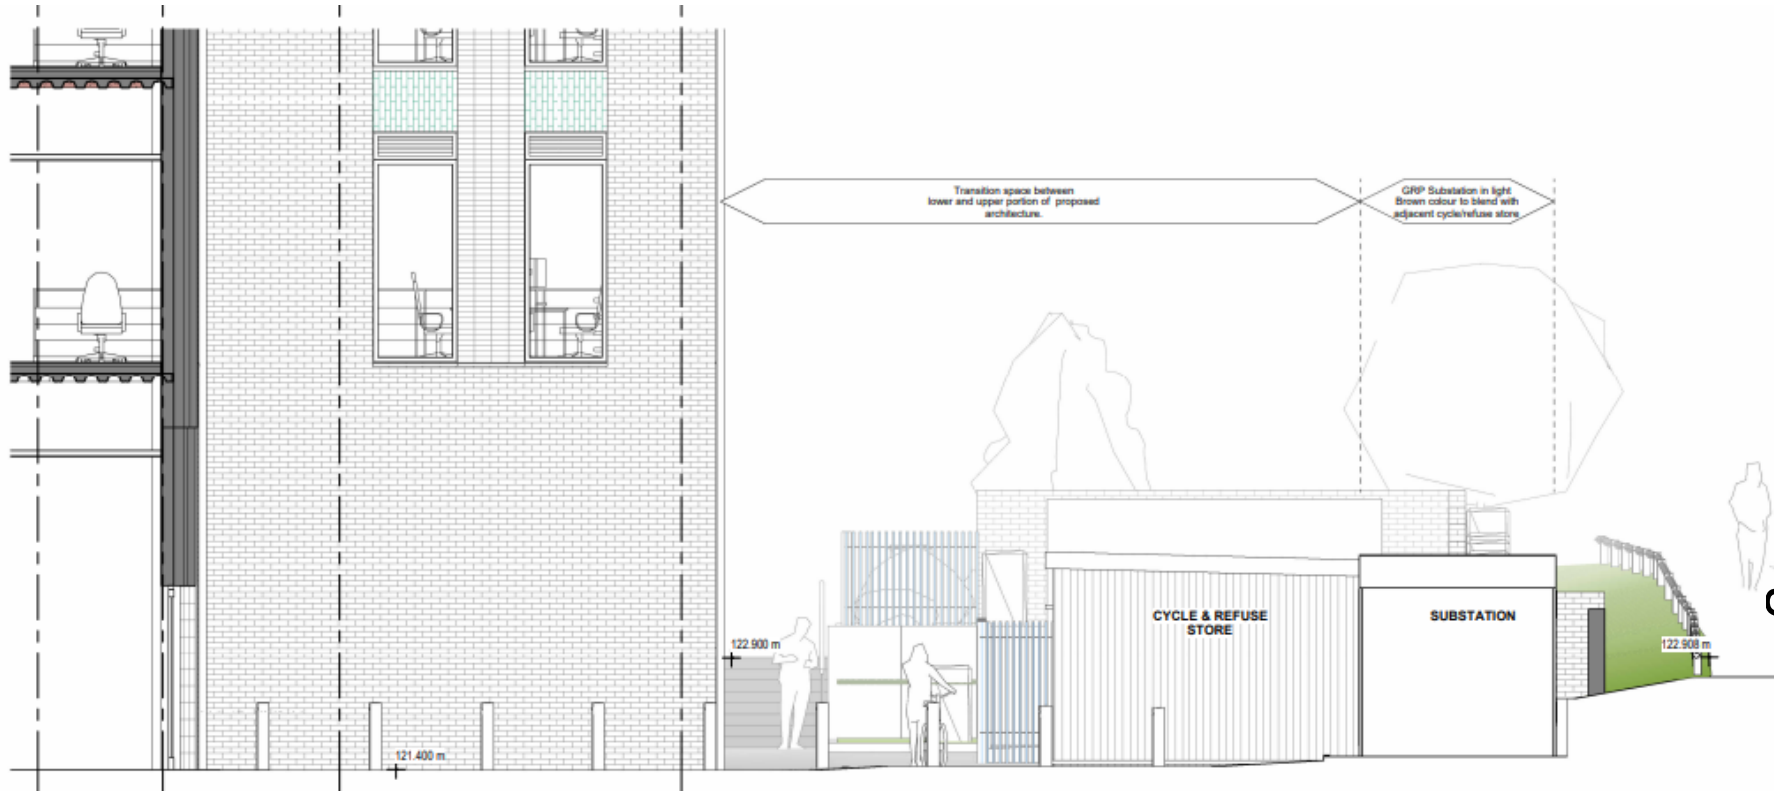 Transition space between
lower and upper portion of proposed
architecture.
GRP Substation in light
Brown colour to blend with
adjacent cycle/refuse store
CYCLE & REFUSE
STORE
SUBSTATION
122.900 m
122.908 m
121.400 m